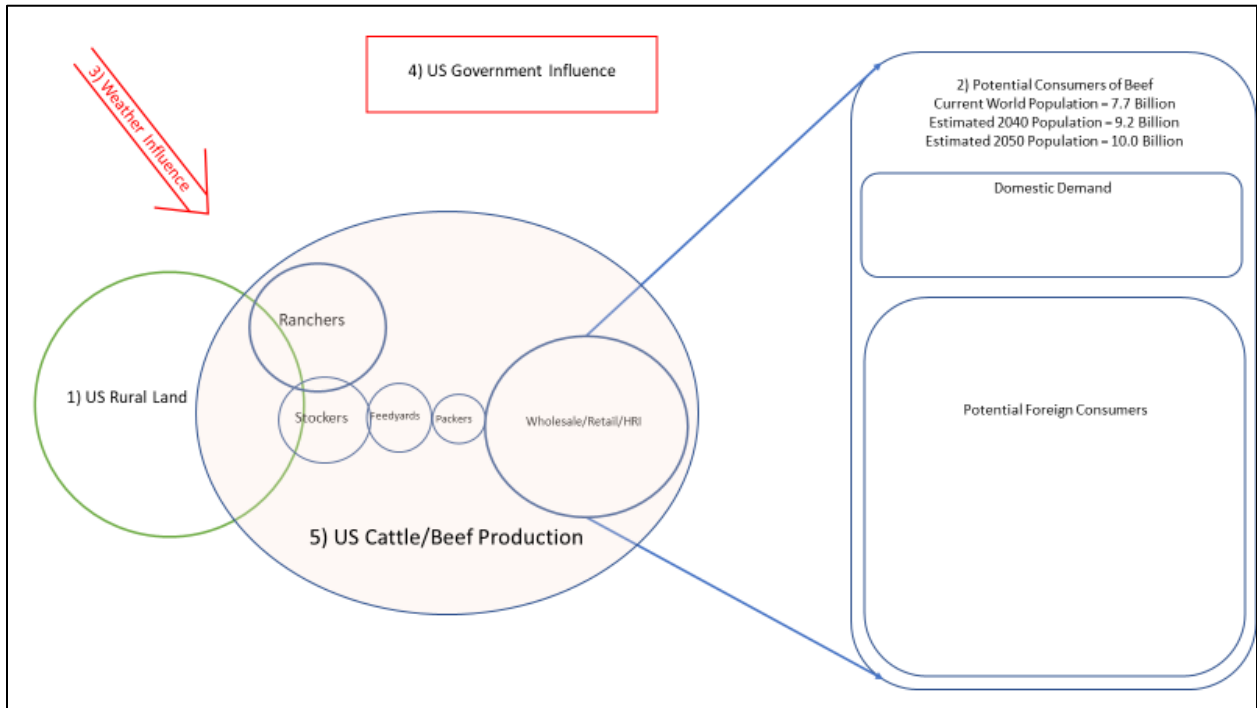 3) Weather Influence
4) US Government Influence
2) Potential Consumers of Beef
Current World Population = 7.7 Billion
Estimated 2040 Population = 9.2 Billion
Estimated 2050 Population = 10.0 Billion
Domestic Demand
Ranchers
1) US Rural Land
Stockers
Feedyards
Packers
Wholesale/Retail/HRI
Potential Foreign Consumers
5) US Cattle/Beef Production